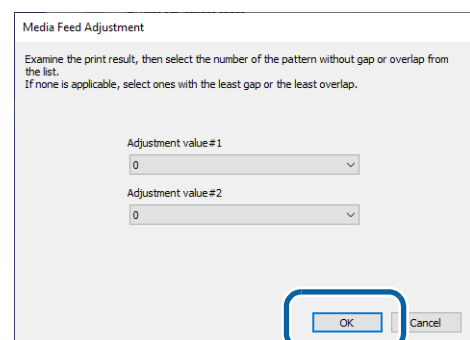 Media Feed Adjustment
Examine the print result, then select the number of the pattern without gap or overlap from
the list.
If none is applicable, select ones with the least gap or the least overlap.
Adjustment value#1
0
Adjustment value#2
0
OK Cancel